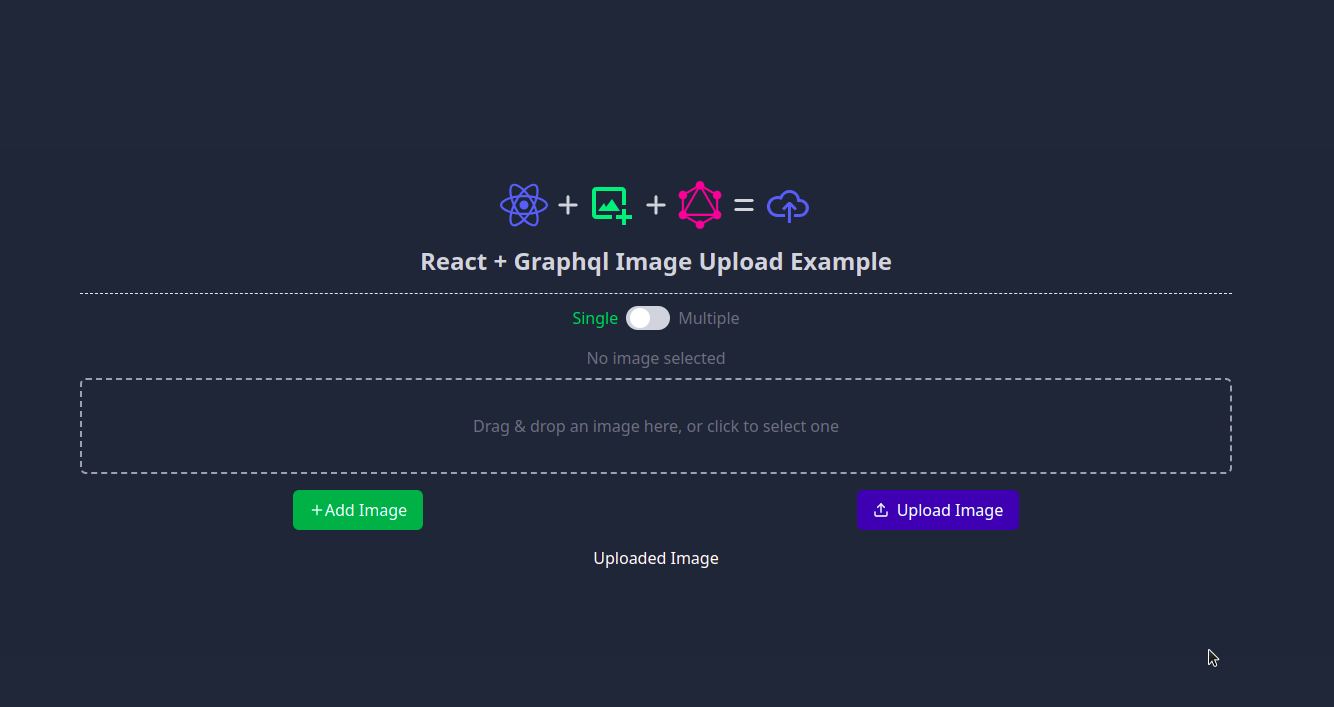 React + Graphql Image Upload Example
Single Multiple
No image selected
Drag & drop an image here, or click to select one
+Add Image
Upload Image
Uploaded Image